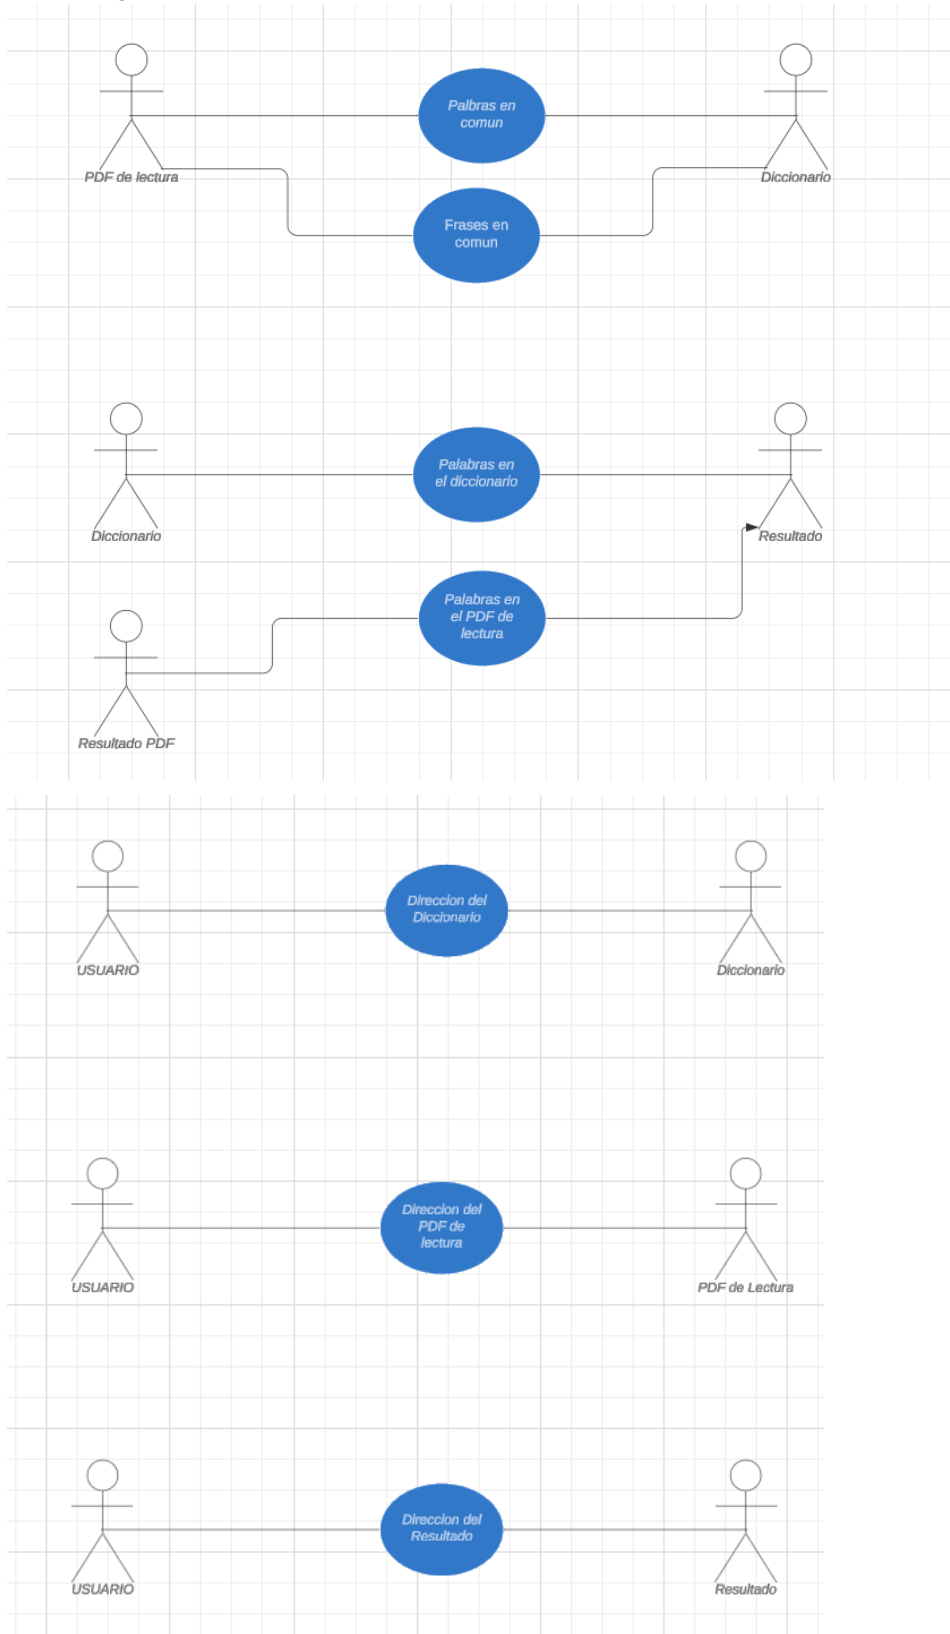 Palbras en
comun
PDF de lectura
Diccionario
Frases en
comun
Palabras en
el diccionario
Diccionario
Resultado
Palabras en
el PDF de
lectura
Resultado PDF
Direccion del
Diccionario
USUARIO
Diccionario
Direccion del
PDF de
lectura
USUARIO
PDF de Lectura
Direccion del
Resultado
USUARIO
Resultado